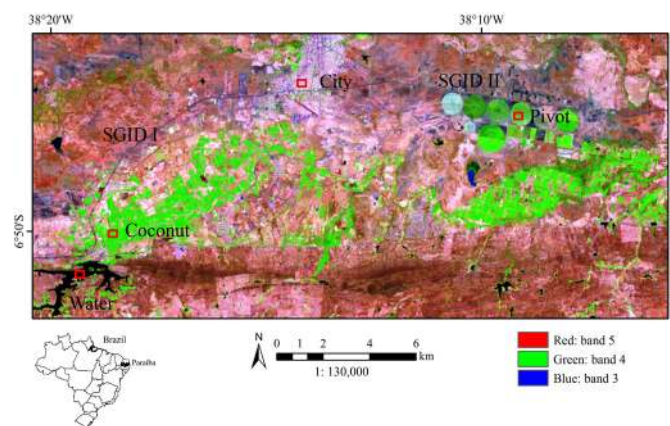 38°20'W
38°10'W
City
SGID II
Pivot
SGID I
6°50'S
Coconut
Water
Brazil
Paraíba
N
0 1 2 4 6
km
1: 130,000
Red: band 5
Green: band 4
Blue: band 3